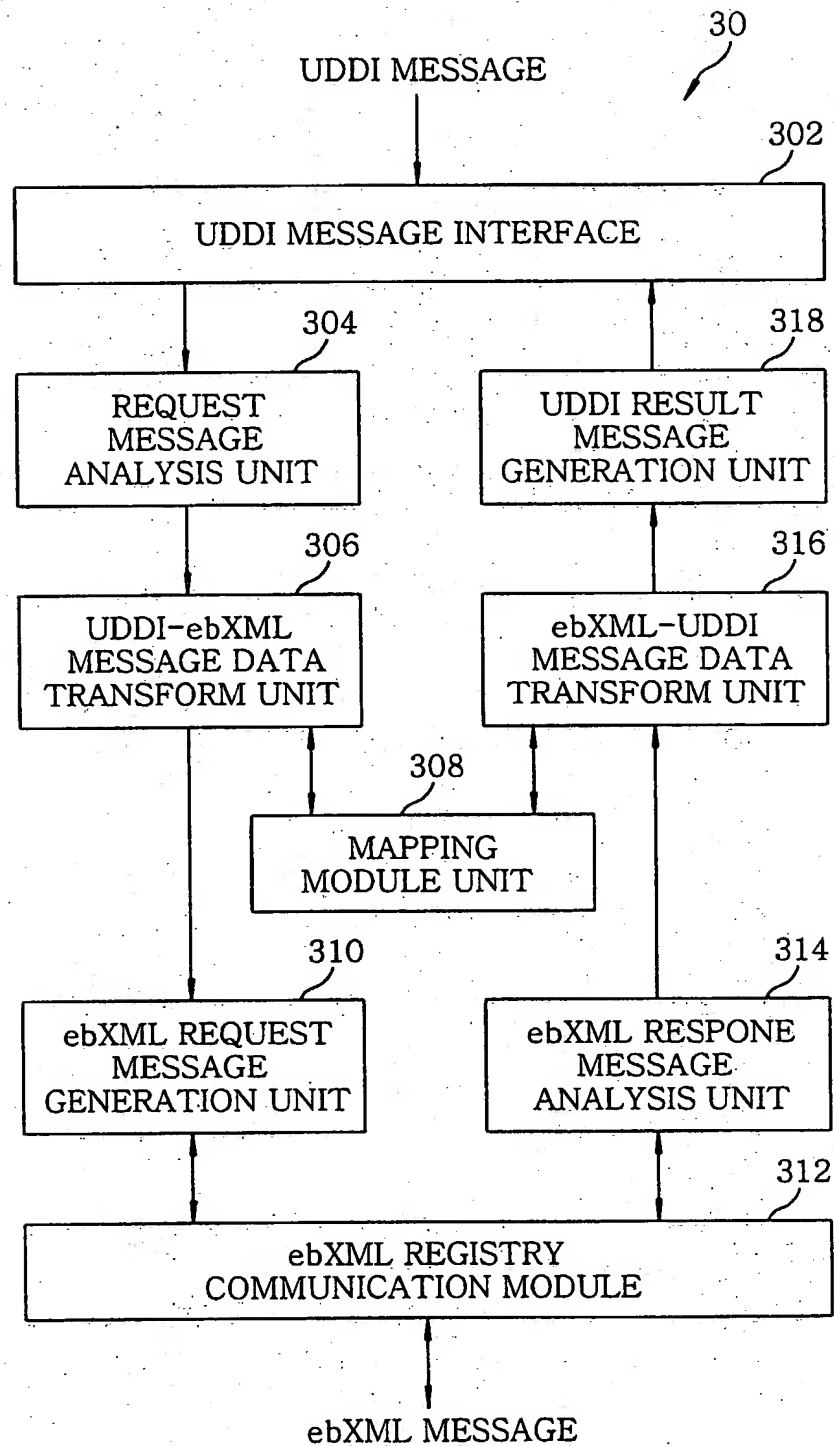 30
UDDI MESSAGE
302
UDDI MESSAGE INTERFACE
304
REQUEST
MESSAGE
ANALYSIS UNIT
318
UDDI RESULT
MESSAGE
GENERATION UNIT
306
UDDI-ebXML
MESSAGE DATA
TRANSFORM UNIT
316
ebXML-UDDI
MESSAGE DATA
TRANSFORM UNIT
308
MAPPING
MODULE UNIT
310
ebXML REQUEST
MESSAGE
GENERATION UNIT
314
ebXML RESPONE
MESSAGE
ANALYSIS UNIT
312
ebXML REGISTRY
COMMUNICATION MODULE
ebXML MESSAGE